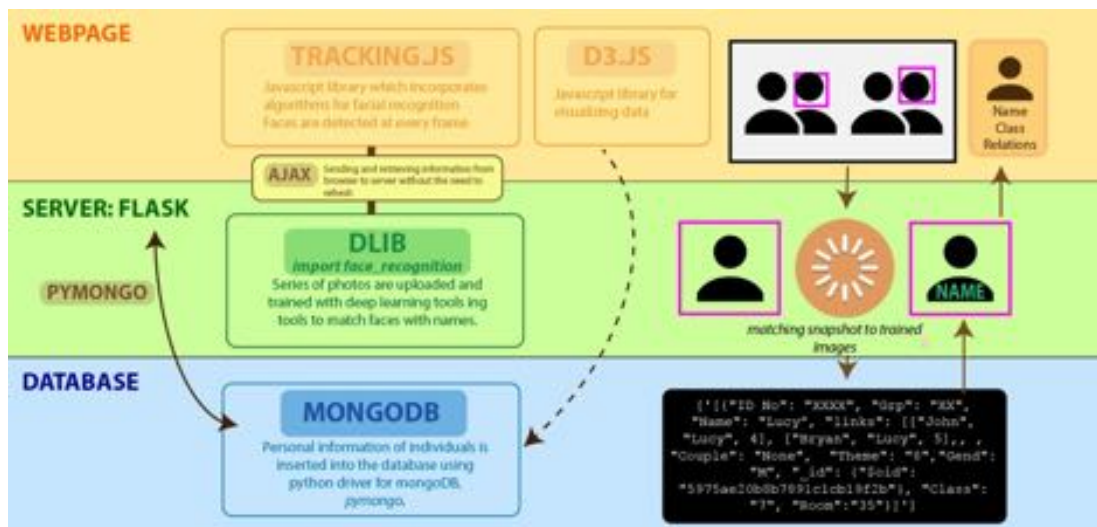 WEBPAGE
TRACKING.JS
Javascript library which incorporates
algorithms for facial recognition
Faces are detected at every frame.
D3.JS
Javascript library for
visualizing data
Name
Class
Relations
AJAX
Sending and retrieving information from
browser to server without the need to
refresh
SERVER: FLASK
DLIB
import face_recognition
Series of photos are uploaded and
trained with deep learning tools ing
tools to match faces with names.
PYMONGO
NAME
matching snapshot to trained
images
DATABASE
MONGODB
Personal information of individuals is
inserted into the database using
python driver for mongoDB,
pymongo.
{'[{"ID No": "XXXX", "Grp": "XX",
"Name": "Lucy", "links": [["John",
"Lucy", 4], ["Bryan", "Lucy", 5],, ,
"Couple": "None", "Theme": "6","Gend":
"M", "_id": {"$oid":
"Class":
"7", "Room":"35"}]']